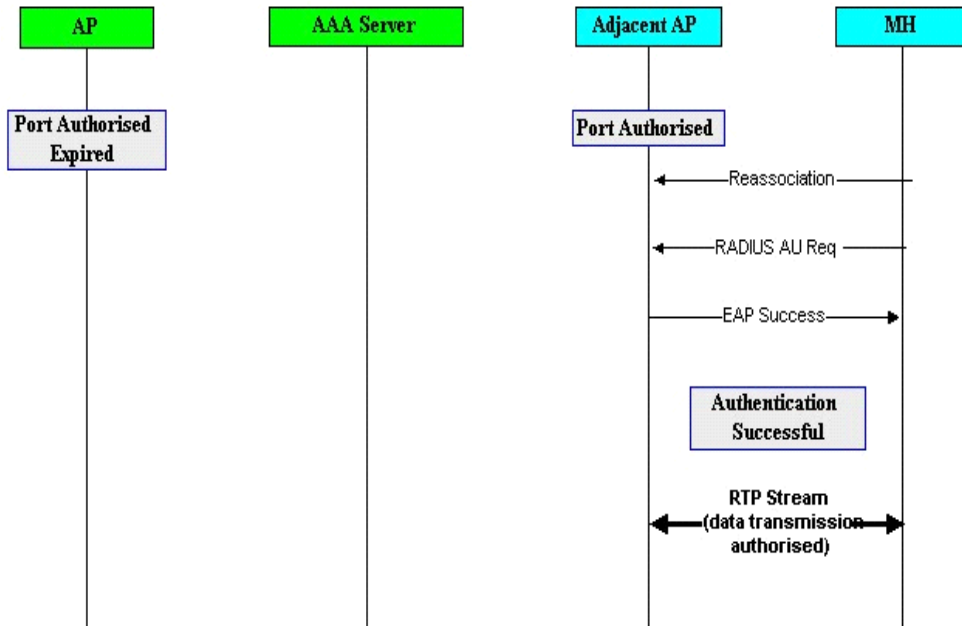 AP
AAA Server
Adjacent AP
MH
Port Authorised
Expired
Port Authorised
Reassociation
RADIUS AU Req
EAP Success
Authentication
Successful
RTP Stream
(data transmission
authorised)